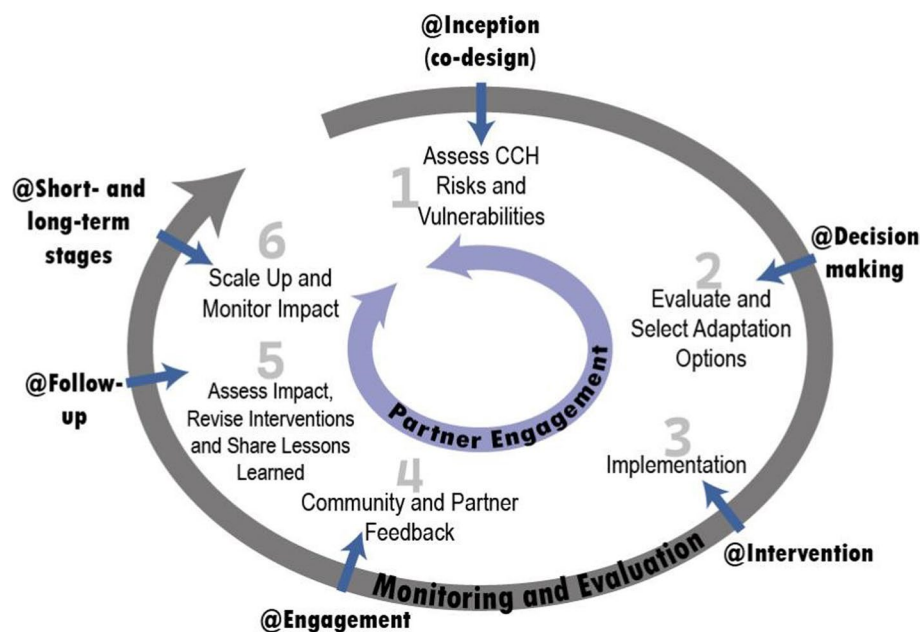 @Inception
(co-design)
1
Assess CCH
Risks and
Vulnerabilities
@Decision
making
2
Evaluate and
Select Adaptation
Options
3
Implementation
@Intervention
4
Community and Partner
Feedback
@Engagement
5
Assess Impact,
Revise Interventions
and Share Lessons
Learned
@Follow-
up
6
Scale Up and
Monitor Impact
@Short- and
long-term
stages
Partner Engagement
Monitoring and Evaluation